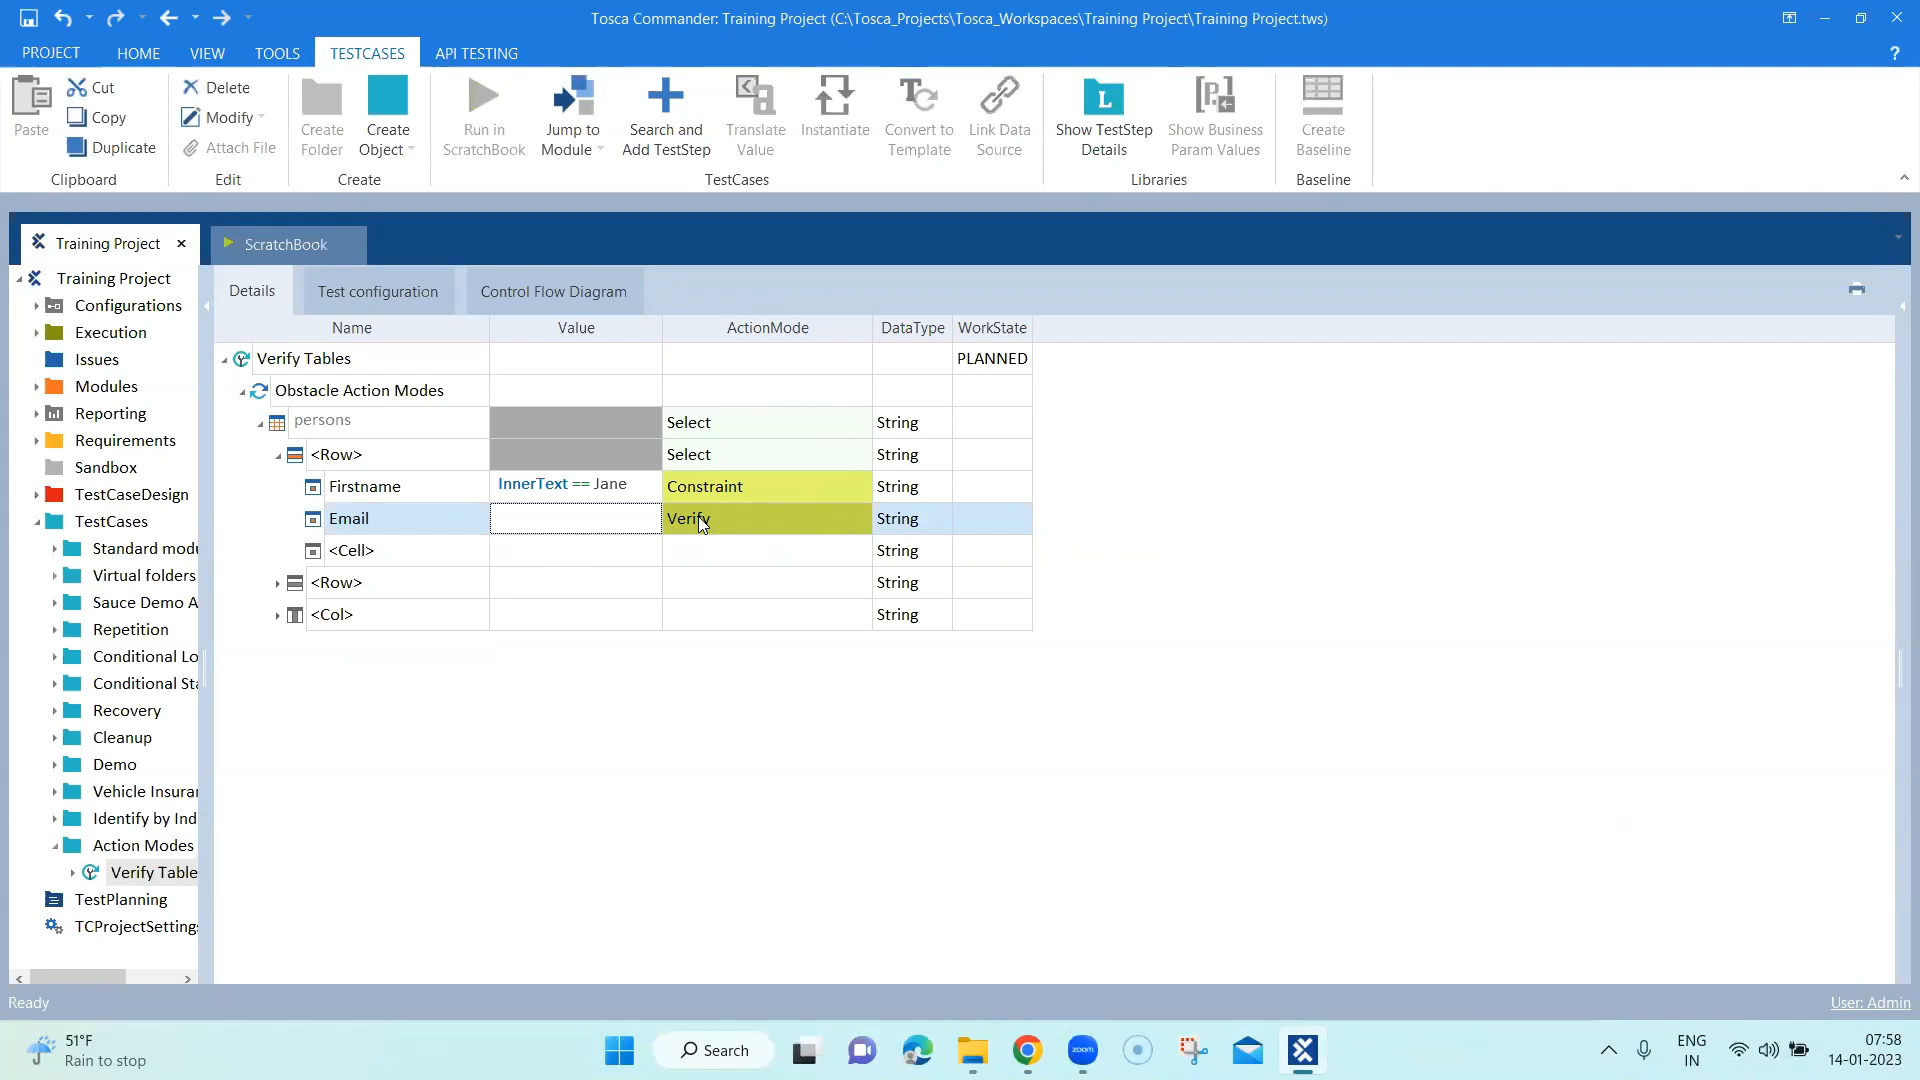 Tosca Commander: Training Project (C:\Tosca_Projects\Tosca_Workspaces\Training Project\Training Project.tws)
PROJECT HOME VIEW TOOLS TESTCASES API TESTING ?
Paste
Cut
Copy
Duplicate
Clipboard
Delete
Modify
Attach File
Edit
Create Folder
Create Object
Create
Run in ScratchBook
Jump to Module
Search and Add TestStep
Translate Value
Instantiate
Convert to Template
Link Data Source
TestCases
L
Show TestStep Details
Show Business Param Values
Libraries
Create Baseline
Baseline
Training Project
ScratchBook
Training Project
Configurations
Execution
Issues
Modules
Reporting
Requirements
Sandbox
TestCaseDesign
TestCases
Standard modu
Virtual folders
Sauce Demo A
Repetition
Conditional Lo
Conditional Sta
Recovery
Cleanup
Demo
Vehicle Insurar
Identify by Ind
Action Modes
Verify Table
TestPlanning
TCProjectSettings
Details Test configuration Control Flow Diagram
Name Value ActionMode DataType WorkState
Verify Tables PLANNED
Obstacle Action Modes
persons Select String
<Row> Select String
Firstname InnerText == Jane Constraint String
Email Verify String
<Cell> String
<Row> String
<Col> String
Ready
User: Admin
51°F
Rain to stop
Search
zoom
ENG
IN
07:58
14-01-2023